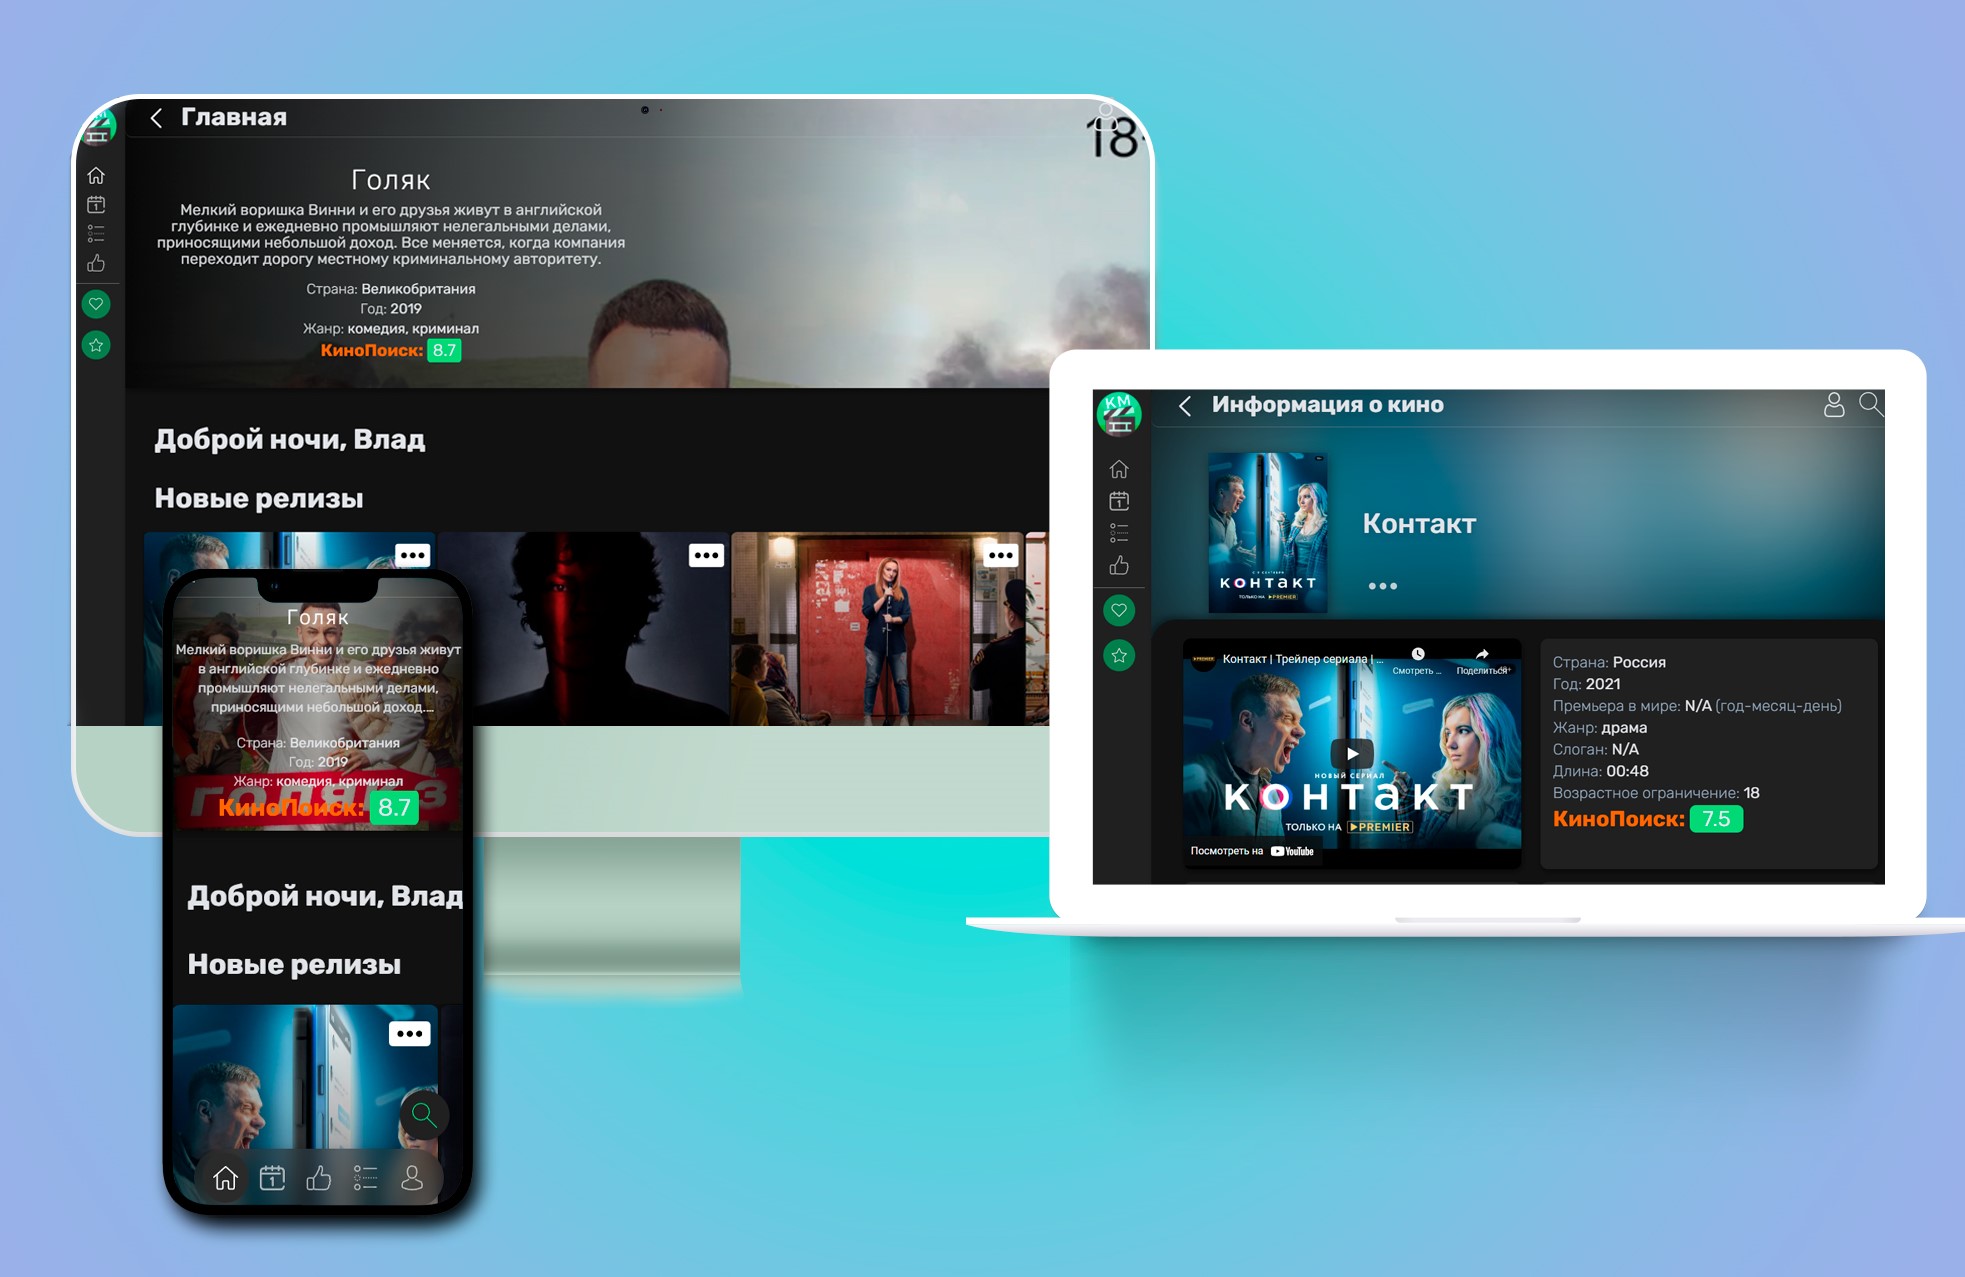 Главная
18
Голяк
Мелкий воришка Винни и его друзья живут в английской
глубинке и ежедневно промышляют нелегальными делами,
приносящими небольшой доход. Все меняется, когда компания
переходит дорогу местному криминальному авторитету.
Страна: Великобритания
Год: 2019
Жанр: комедия, криминал
КиноПоиск: 8.7
Доброй ночи, Влад
Новые релизы
Голяк
Мелкий воришка Винни и его друзья живут
в английской глубинке и ежедневно
промышляют нелегальными делами,
приносящими небольшой доход....
Страна: Великобритания
Год: 2019
Жанр: комедия, криминал
КиноПоиск: 8.7
Доброй ночи, Влад
Новые релизы
1
KM
Информация о кино
1
Контакт
КОНТАКТ
ТОЛЬКО НА PREMIER
Контакт | Трейлер сериала | ...
Смотреть ...
Поделиться
НОВЫЙ СЕРИАЛ
КОНТАКТ
ТОЛЬКО НА PREMIER
Посмотреть на YouTube
Страна: Россия
Год: 2021
Премьера в мире: N/A (год-месяц-день)
Жанр: драма
Слоган: N/A
Длина: 00:48
Возрастное ограничение: 18
КиноПоиск: 7.5